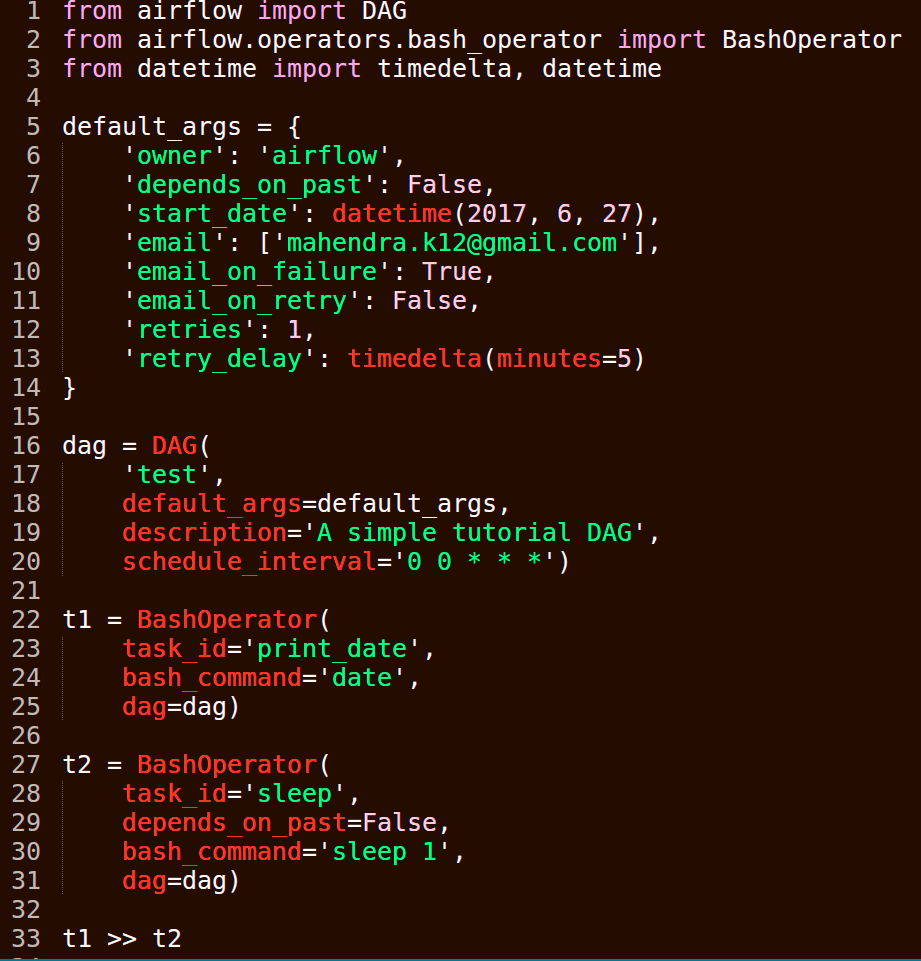 1 from airflow import DAG
2 from airflow.operators.bash_operator import BashOperator
3 from datetime import timedelta, datetime
4
5 default_args = {
6     'owner': 'airflow',
7     'depends_on_past': False,
8     'start_date': datetime(2017, 6, 27),
9     'email': ['mahendra.k12@gmail.com'],
10     'email_on_failure': True,
11     'email_on_retry': False,
12     'retries': 1,
13     'retry_delay': timedelta(minutes=5)
14 }
15
16 dag = DAG(
17     'test',
18     default_args=default_args,
19     description='A simple tutorial DAG',
20     schedule_interval='0 0 * * *')
21
22 t1 = BashOperator(
23     task_id='print_date',
24     bash_command='date',
25     dag=dag)
26
27 t2 = BashOperator(
28     task_id='sleep',
29     depends_on_past=False,
30     bash_command='sleep 1',
31     dag=dag)
32
33 t1 >> t2